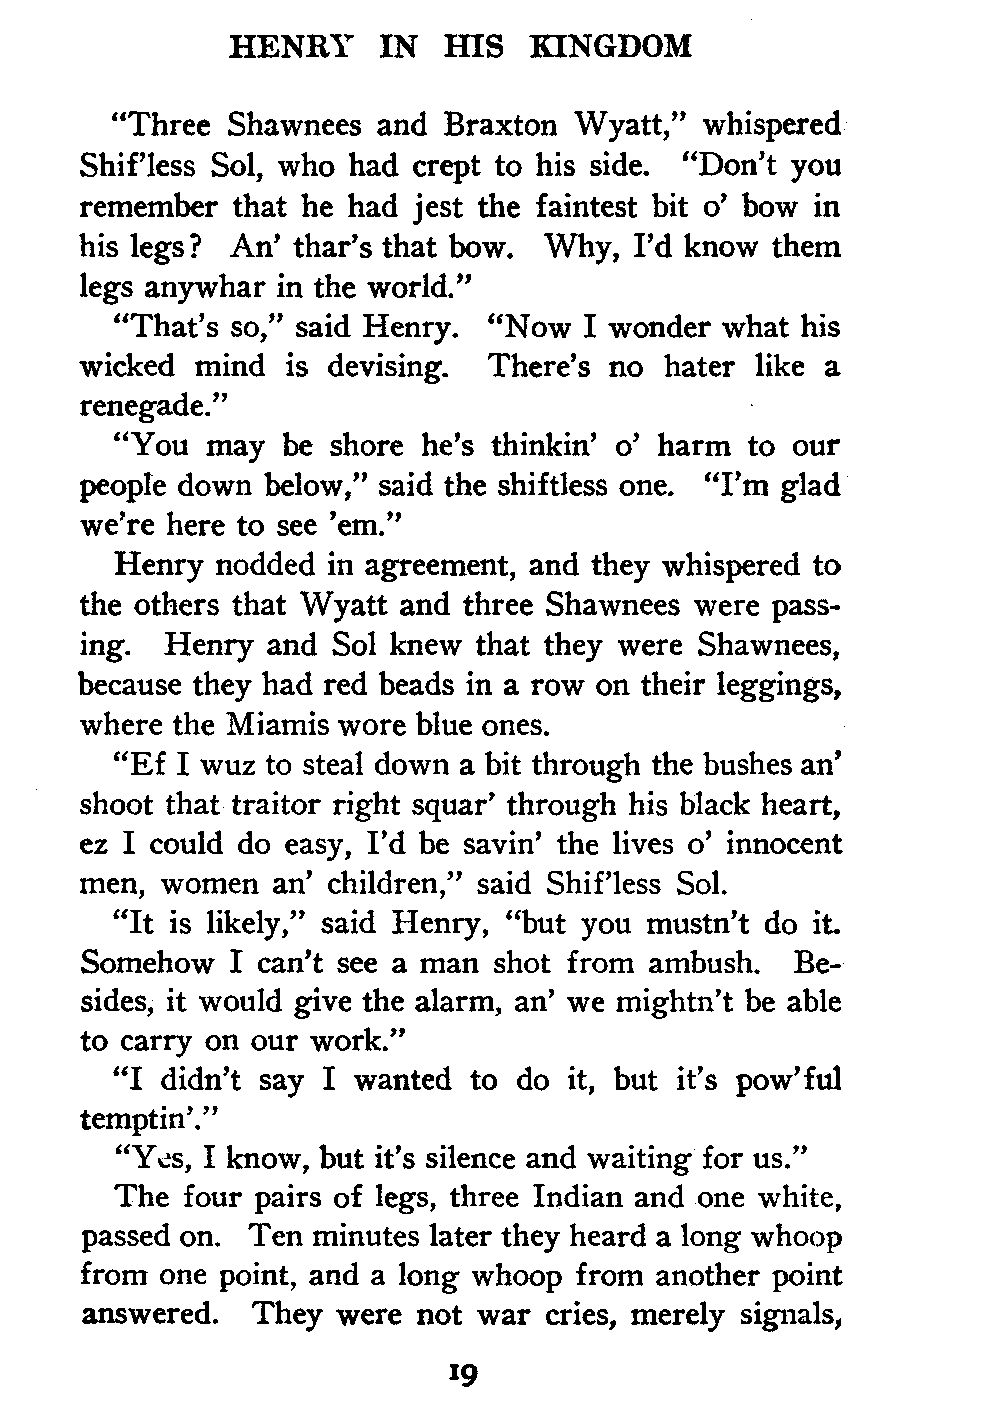 HENRY IN HIS KINGDOM
“Three Shawnees and Braxton Wyatt,” whispered
Shif’less Sol, who had crept to his side. “Don’t you
remember that he had jest the faintest bit o’ bow in
his legs? An’ thar’s that bow. Why, I’d know them
legs anywhar in the world.”
“That’s so,” said Henry. “Now I wonder what his
wicked mind is devising. There’s no hater like a
renegade.”
“You may be shore he’s thinkin’ o’ harm to our
people down below,” said the shiftless one. “I’m glad
we’re here to see ’em.”
Henry nodded in agreement, and they whispered to
the others that Wyatt and three Shawnees were pass-
ing. Henry and Sol knew that they were Shawnees,
because they had red beads in a row on their leggings,
where the Miamis wore blue ones.
“Ef I wuz to steal down a bit through the bushes an’
shoot that traitor right squar’ through his black heart,
ez I could do easy, I’d be savin’ the lives o’ innocent
men, women an’ children,” said Shif’less Sol.
“It is likely,” said Henry, “but you mustn’t do it.
Somehow I can’t see a man shot from ambush. Be-
sides, it would give the alarm, an’ we mightn’t be able
to carry on our work.”
“I didn’t say I wanted to do it, but it’s pow’ful
temptin’.”
“Yes, I know, but it’s silence and waiting for us.”
The four pairs of legs, three Indian and one white,
passed on. Ten minutes later they heard a long whoop
from one point, and a long whoop from another point
answered. They were not war cries, merely signals,
19